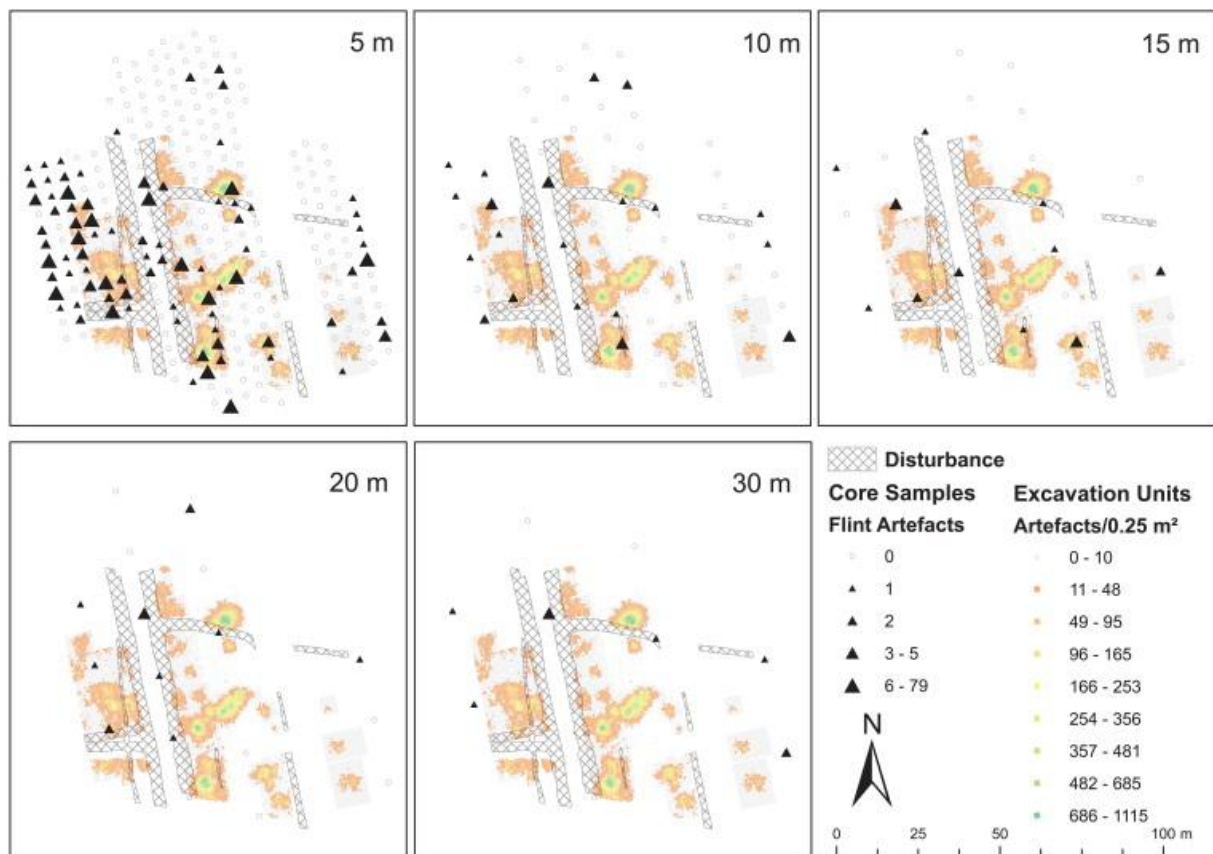 5 m
10 m
15 m
20 m
30 m
Disturbance
Core Samples
Flint Artefacts
0
1
2
3 - 5
6 - 79
N
Excavation Units
Artefacts/0.25 m²
0 - 10
11 - 48
49 - 95
96 - 165
166 - 253
254 - 356
357 - 481
482 - 685
686 - 1115
0 25 50 100 m